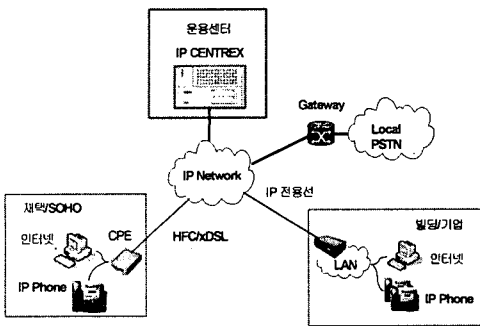 운용센터
IP CENTREX
Gateway
Local
PSTN
IP Network
IP 전용선
재택/SOHO
인터넷
CPE
IP Phone
HFC/xDSL
빌딩/기업
LAN
인터넷
IP Phone